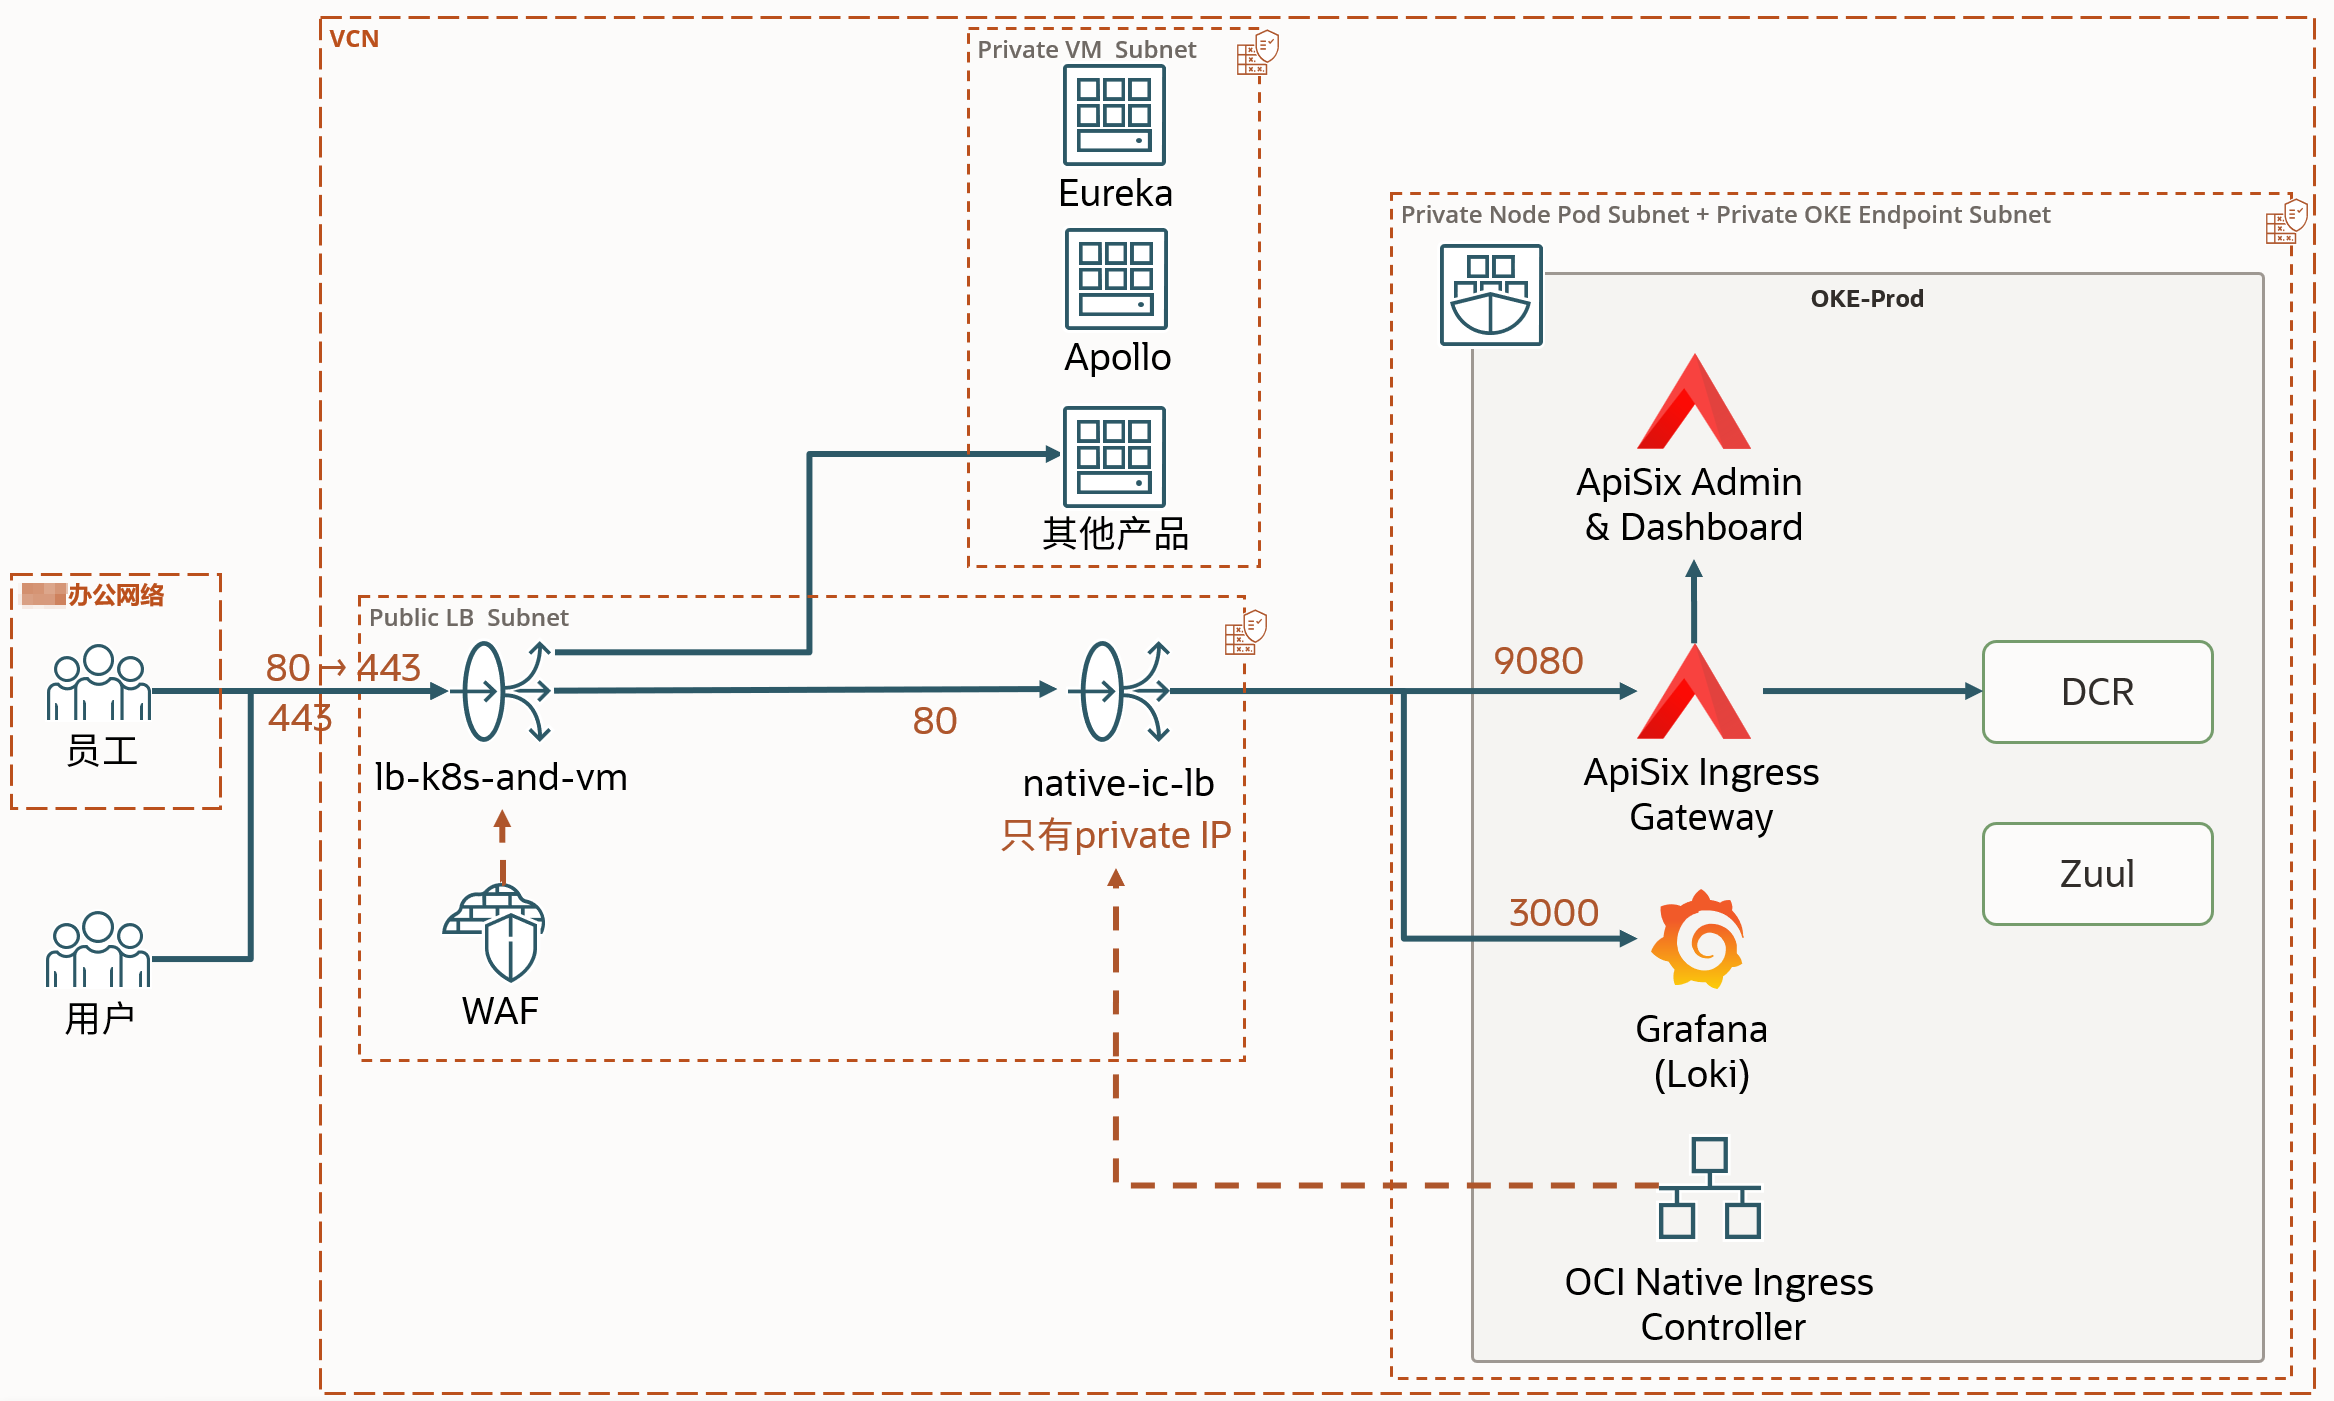 VCN
Private VM Subnet
Eureka
Apollo
其他产品
Private Node Pod Subnet + Private OKE Endpoint Subnet
OKE-Prod
ApiSix Admin
& Dashboard
办公网络
员工
用户
80 → 443
443
Public LB Subnet
lb-k8s-and-vm
WAF
80
native-ic-lb
只有private IP
9080
ApiSix Ingress
Gateway
DCR
Zuul
3000
Grafana
(Loki)
OCI Native Ingress
Controller